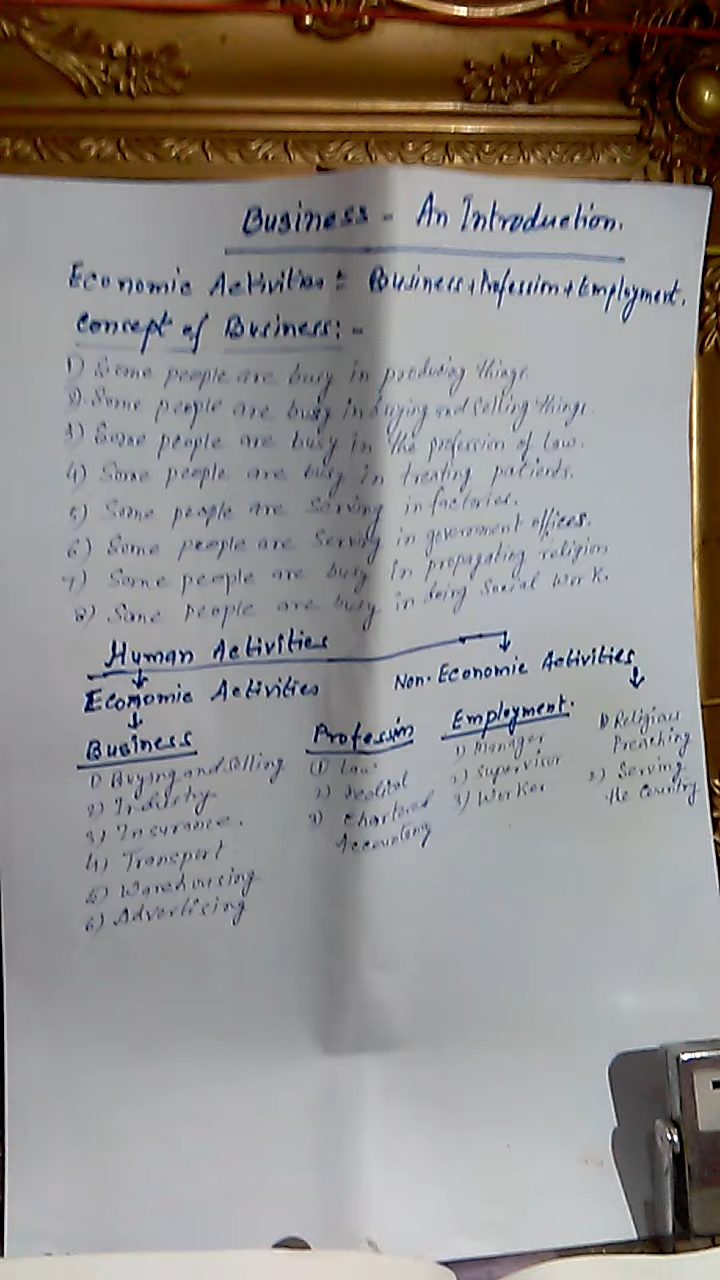 Business - An Introduction.
Economic Activities = Business+Profession+Employment.
Concept of Business:-
1) Some people are busy in producing things.
2) Some people are busy in buying and selling things.
3) Some people are busy in the profession of Law.
4) Some people are busy in treating patients.
5) Some people are serving in factories.
6) Some people are serving in government offices.
7) Some people are busy in propagating religion
8) Some people are busy in doing Social Work.
Human Activities
Economic Activities
Non-Economic Activities
Business
1) Buying and Selling
2) Industry
3) Insurance.
4) Transport
5) Warehousing
6) Advertising
Profession
(1) Law
2)
3) Chartered
Accounting
Employment.
1) Manager
2) Supervisor
3) Worker
1) Religious
Preaching
2) Serving
the Country